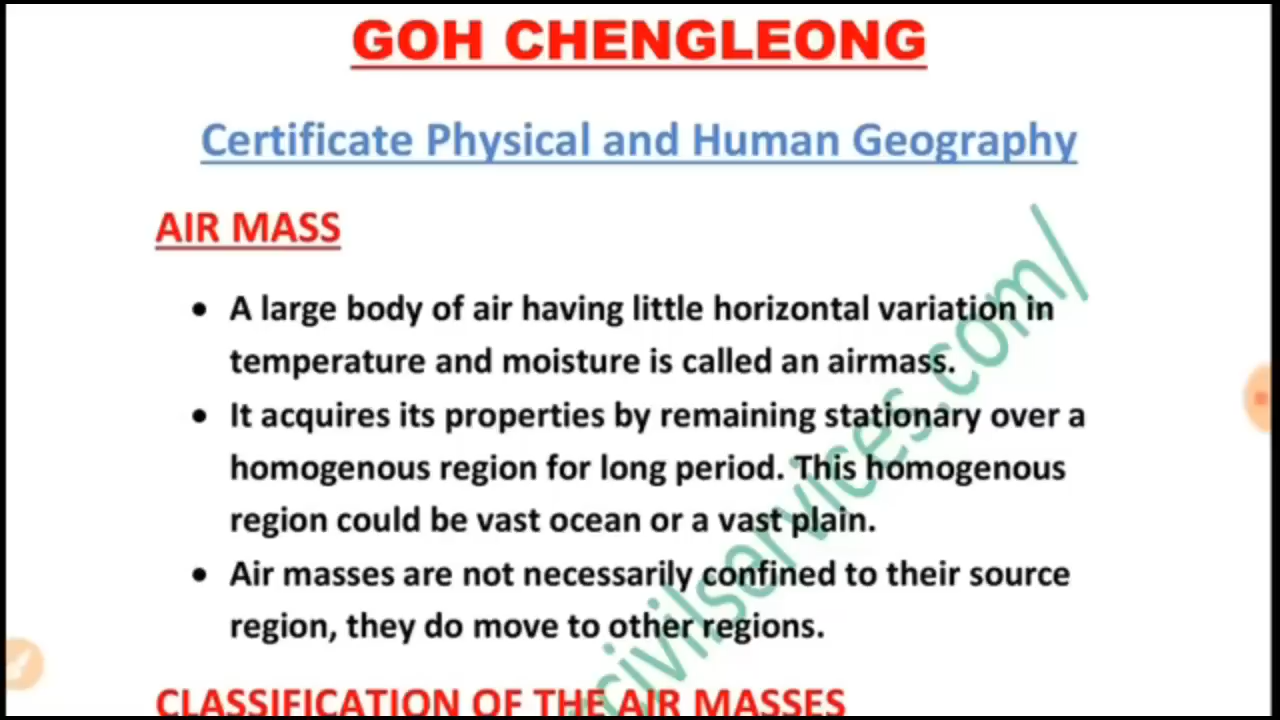 GOH CHENGLEONG
Certificate Physical and Human Geography
AIR MASS
• A large body of air having little horizontal variation in
temperature and moisture is called an airmass.
• It acquires its properties by remaining stationary over a
homogenous region for long period. This homogenous
region could be vast ocean or a vast plain.
• Air masses are not necessarily confined to their source
region, they do move to other regions.
CLASSIFICATION OF THE AIR MASSES
civilservices.com/